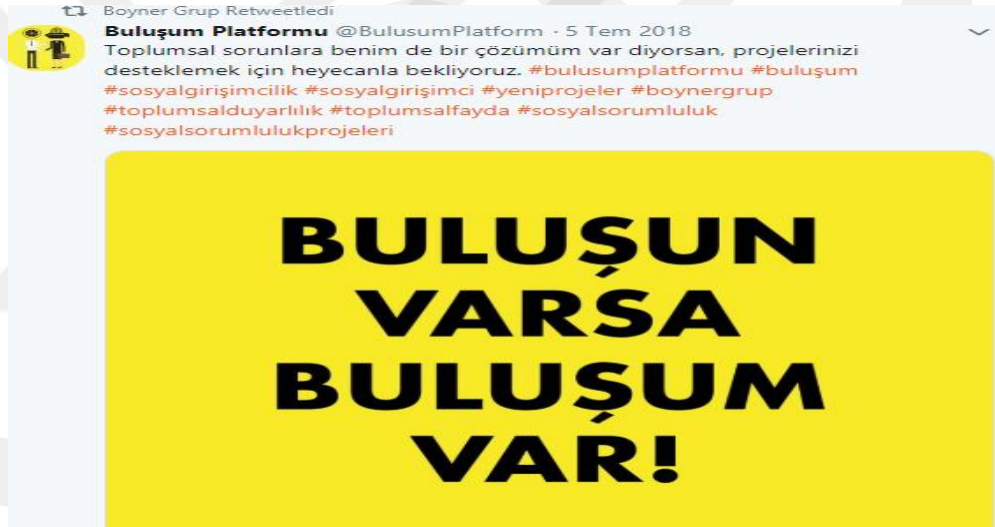 Boyner Grup Retweetledi
Buluşum Platformu @BulusumPlatform · 5 Tem 2018
Toplumsal sorunlara benim de bir çözümüm var diyorsan, projelerinizi
desteklemek için heyecanla bekliyoruz. #bulusumplatformu #buluşum
#sosyalgirişimcilik #sosyalgirişimci #yeniprojeler #boynergrup
#toplumsalduyarlılık #toplumsalfayda #sosyalsorumluluk
#sosyalsorumlulukprojeleri
BULUŞUN
VARSA
BULUŞUM
VAR!